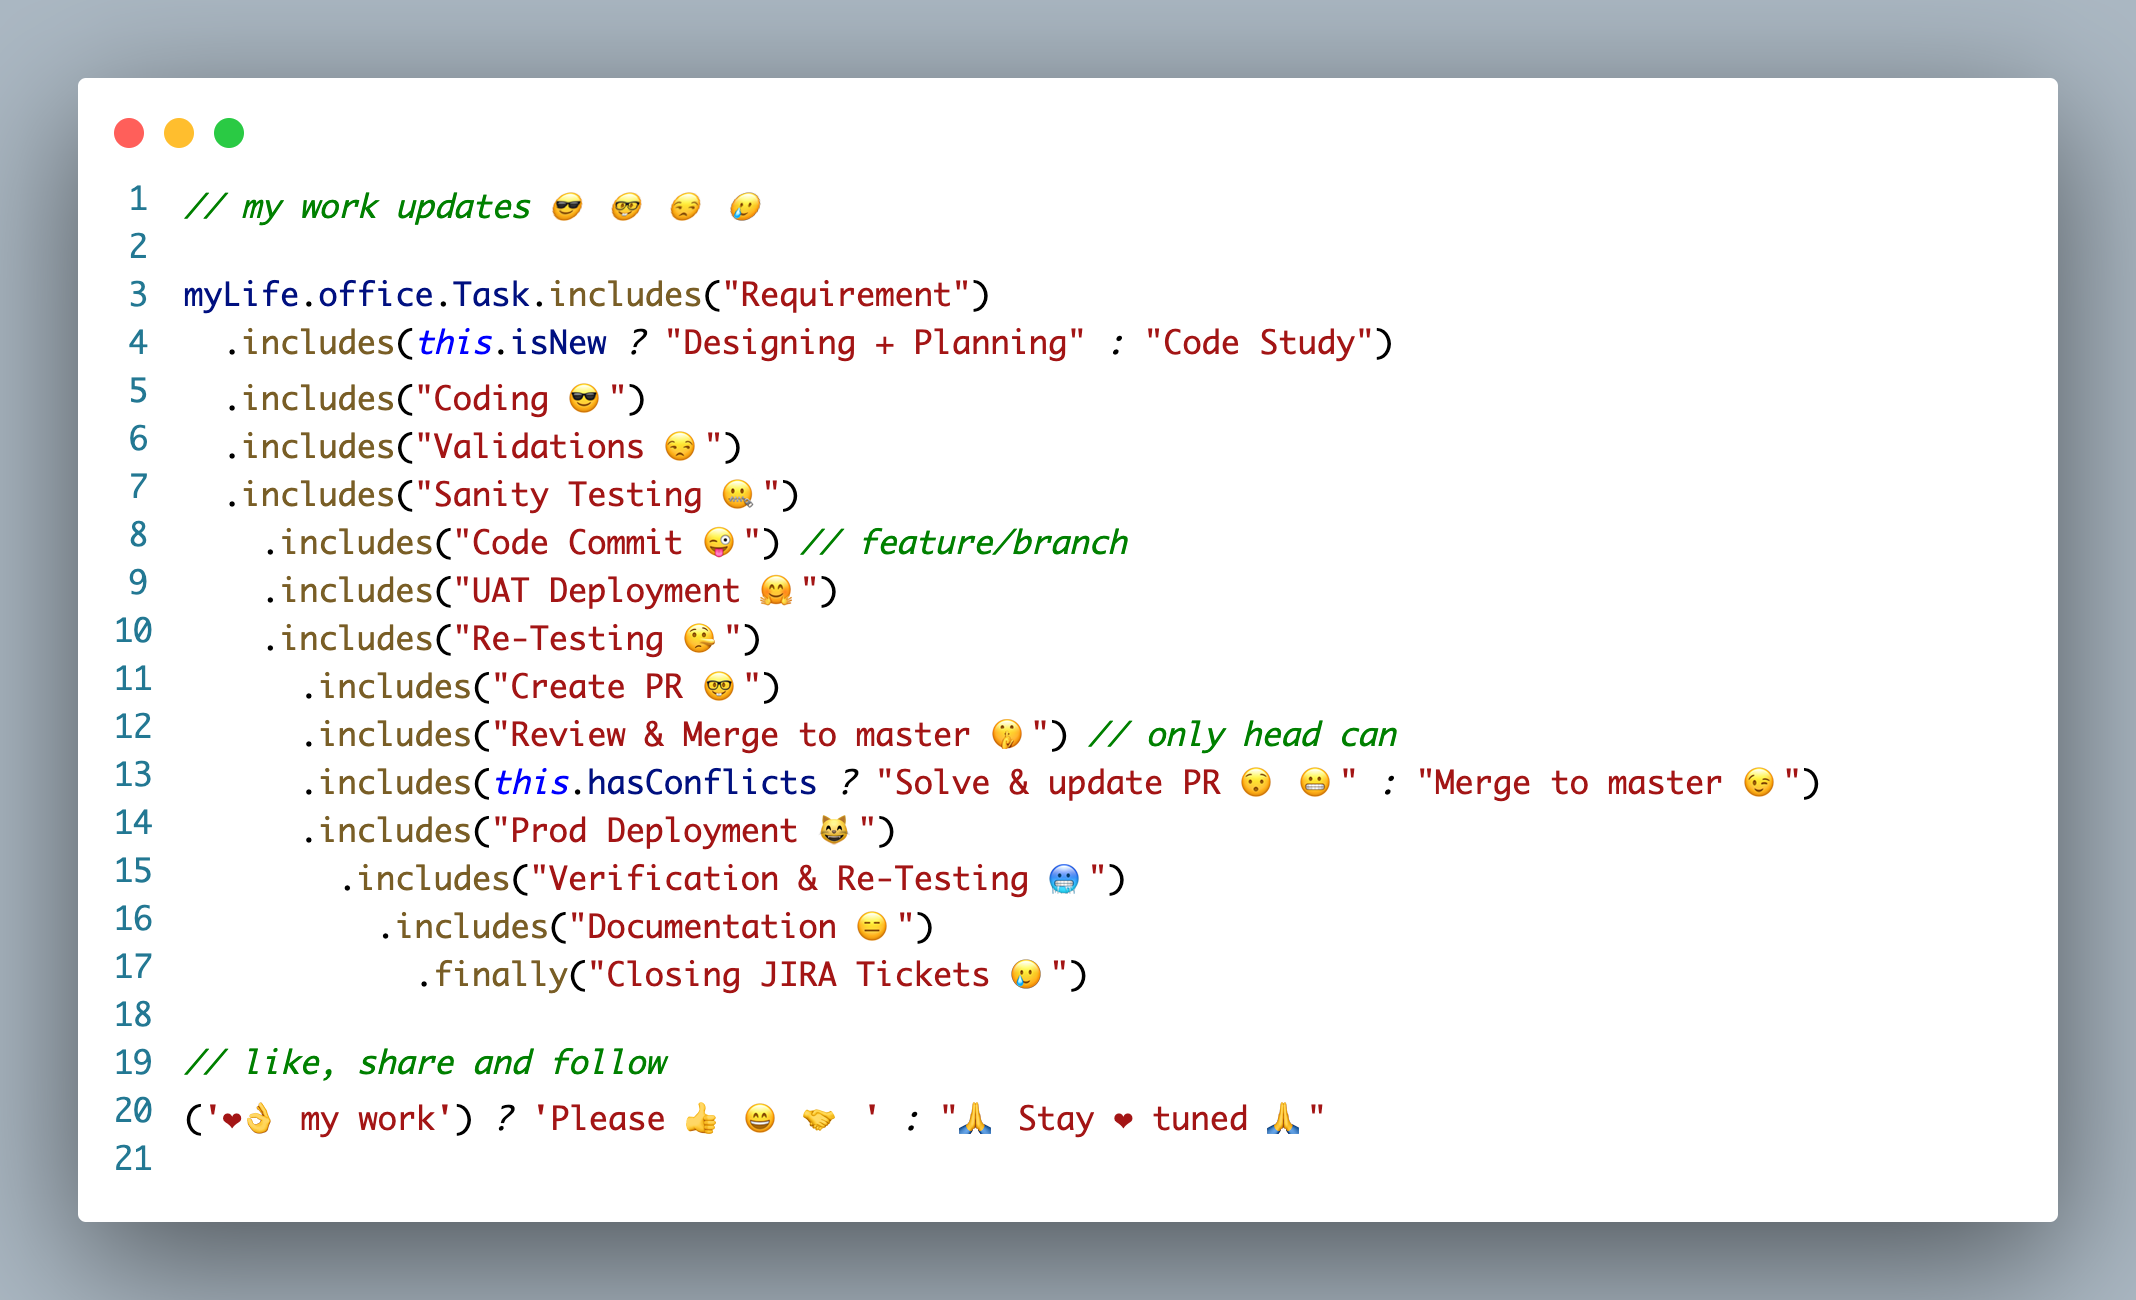 1 // my work updates 😎 🤓 😒 🥲
2
3 myLife.office.Task.includes("Requirement")
4   .includes(this.isNew ? "Designing + Planning" : "Code Study")
5   .includes("Coding 😎 ")
6   .includes("Validations 😒 ")
7   .includes("Sanity Testing 🤐 ")
8     .includes("Code Commit 😜 ") // feature/branch
9     .includes("UAT Deployment 🤗 ")
10     .includes("Re-Testing 🤥 ")
11       .includes("Create PR 🤓 ")
12       .includes("Review & Merge to master 🤫 ") // only head can
13       .includes(this.hasConflicts ? "Solve & update PR 😯 😬 " : "Merge to master 😉 ")
14       .includes("Prod Deployment 😸 ")
15         .includes("Verification & Re-Testing 🥶 ")
16           .includes("Documentation 😑 ")
17             .finally("Closing JIRA Tickets 🥲 ")
18
19 // like, share and follow
20 ('❤👌 my work') ? 'Please 👍 😄 🤝 ' : "🙏 Stay ❤ tuned 🙏 "
21